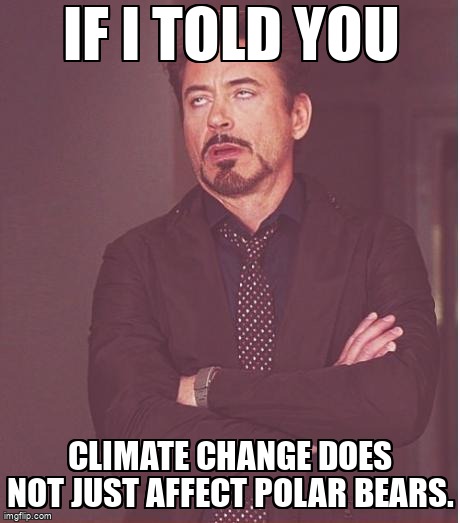 IF I TOLD YOU
CLIMATE CHANGE DOES
NOT JUST AFFECT POLAR BEARS.
imgflip.com